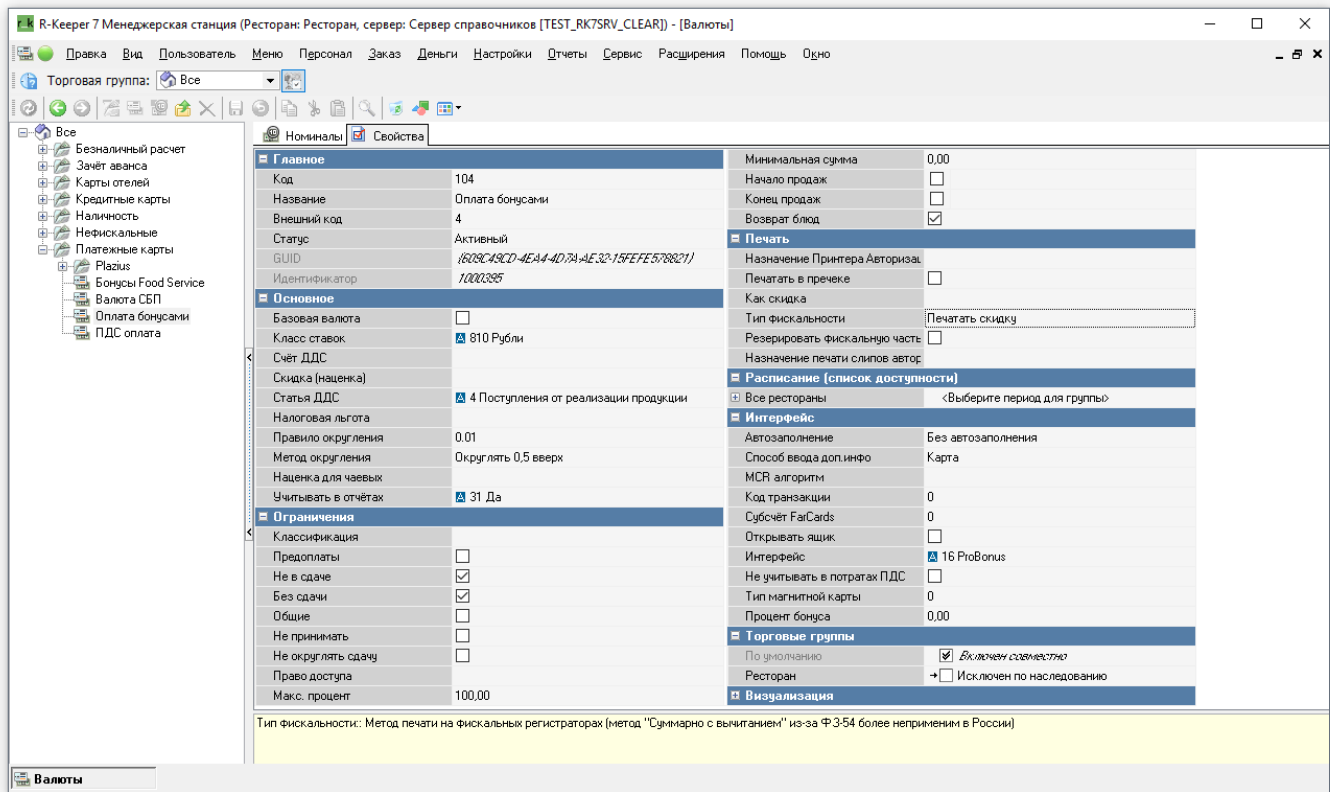 R-Keeper 7 Менеджерская станция (Ресторан: Ресторан, сервер: Сервер справочников [TEST_RK7SRV_CLEAR]) - [Валюты]
Правка Вид Пользователь Меню Персонал Заказ Деньги Настройки Отчеты Сервис Расширения Помощь Окно
Торговая группа: Все
Все
Безналичный расчет
Зачёт аванса
Карты отелей
Кредитные карты
Наличность
Нефискальные
Платежные карты
Plazius
Бонусы Food Service
Валюта СБП
Оплата бонусами
ПДС оплата
Номиналы Свойства
Главное
Код 104
Название Оплата бонусами
Внешний код 4
Статус Активный
GUID {609C49CD-4EA4-4D7A-AE32-15FEFE578821}
Идентификатор 1000395
Основное
Базовая валюта
Класс ставок 810 Рубли
Счёт ДДС
Скидка (наценка)
Статья ДДС 4 Поступления от реализации продукции
Налоговая льгота
Правило округления 0.01
Метод округления Округлять 0,5 вверх
Наценка для чаевых
Учитывать в отчётах 31 Да
Ограничения
Классификация
Предоплаты
Не в сдаче
Без сдачи
Общие
Не принимать
Не округлять сдачу
Право доступа
Макс. процент 100,00
Минимальная сумма 0,00
Начало продаж
Конец продаж
Возврат блюд
Печать
Назначение Принтера Авториза
Печатать в пречеке
Как скидка
Тип фискальности Печатать скидку
Резерировать фискальную часть
Назначение печати слипов автор
Расписание (список доступности)
Все рестораны <Выберите период для группы>
Интерфейс
Автозаполнение Без автозаполнения
Способ ввода доп.инфо Карта
MCR алгоритм
Код транзакции 0
Субсчёт FarCards 0
Открывать ящик
Интерфейс 16 ProBonus
Не учитывать в потратах ПДС
Тип магнитной карты 0
Процент бонуса 0,00
Торговые группы
По умолчанию Включен совместно
Ресторан Исключен по наследованию
Визуализация
Тип фискальности:: Метод печати на фискальных регистраторах (метод "Суммарно с вычитанием" из-за ФЗ-54 более неприменим в России)
Валюты